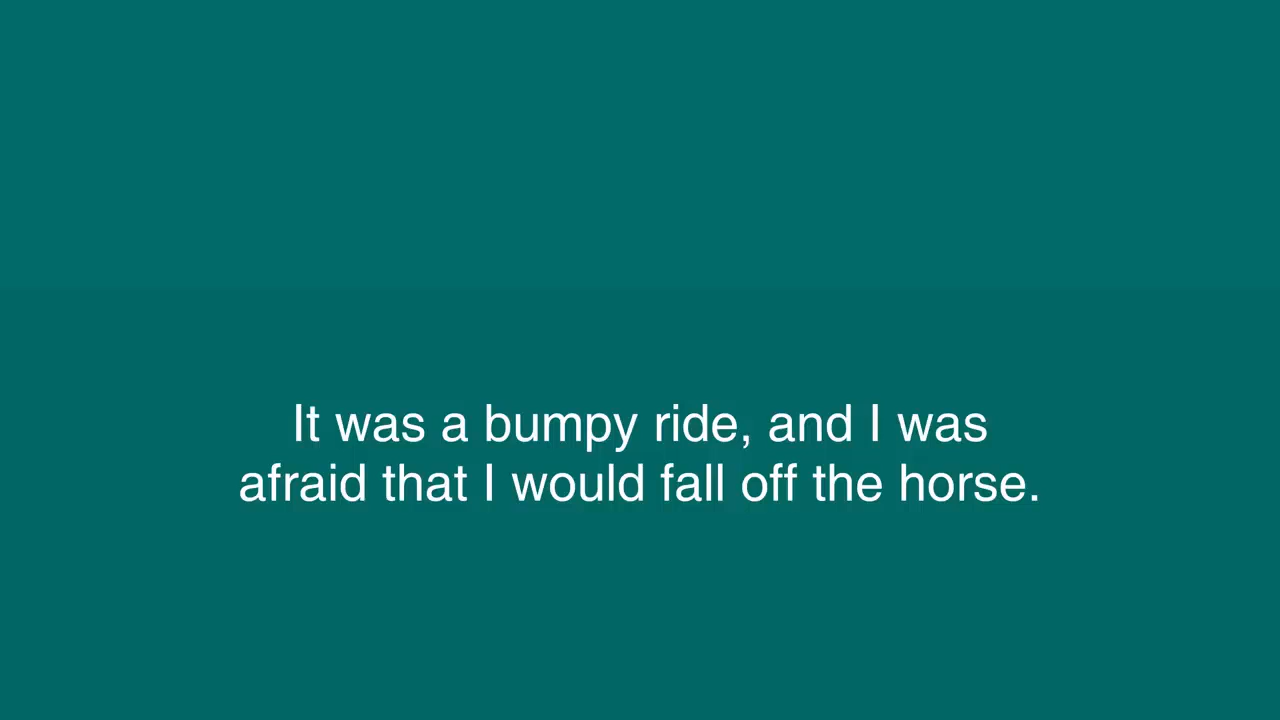 It was a bumpy ride, and I was
afraid that I would fall off the horse.